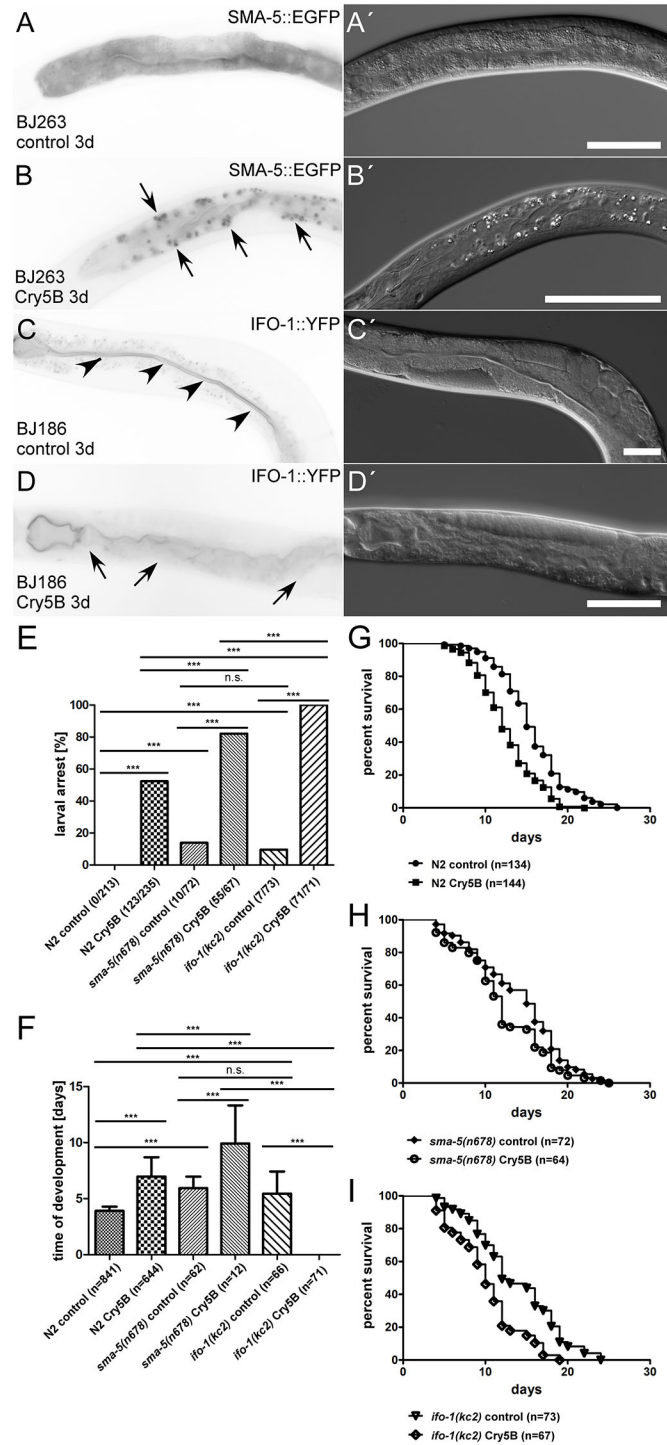 A
SMA-5::EGFP
BJ263
control 3d
A´
B
SMA-5::EGFP
BJ263
Cry5B 3d
B´
C
IFO-1::YFP
BJ186
control 3d
C´
D
IFO-1::YFP
BJ186
Cry5B 3d
D´
E
***
***
***
n.s.
***
***
***
***
***
larval arrest [%]
100
80
60
40
20
0
N2 control (0/213)
N2 Cry5B (123/235)
sma-5(n678) control (10/72)
sma-5(n678) Cry5B (55/67)
ifo-1(kc2) control (7/73)
ifo-1(kc2) Cry5B (71/71)
F
***
***
***
n.s.
***
***
***
***
***
time of development [days]
15
10
5
0
N2 control (n=841)
N2 Cry5B (n=644)
sma-5(n678) control (n=62)
sma-5(n678) Cry5B (n=12)
ifo-1(kc2) control (n=66)
ifo-1(kc2) Cry5B (n=71)
G
percent survival
100
80
60
40
20
0
0 10 20 30
days
N2 control (n=134)
N2 Cry5B (n=144)
H
percent survival
100
80
60
40
20
0
0 10 20 30
days
sma-5(n678) control (n=72)
sma-5(n678) Cry5B (n=64)
I
percent survival
100
80
60
40
20
0
0 10 20 30
days
ifo-1(kc2) control (n=73)
ifo-1(kc2) Cry5B (n=67)